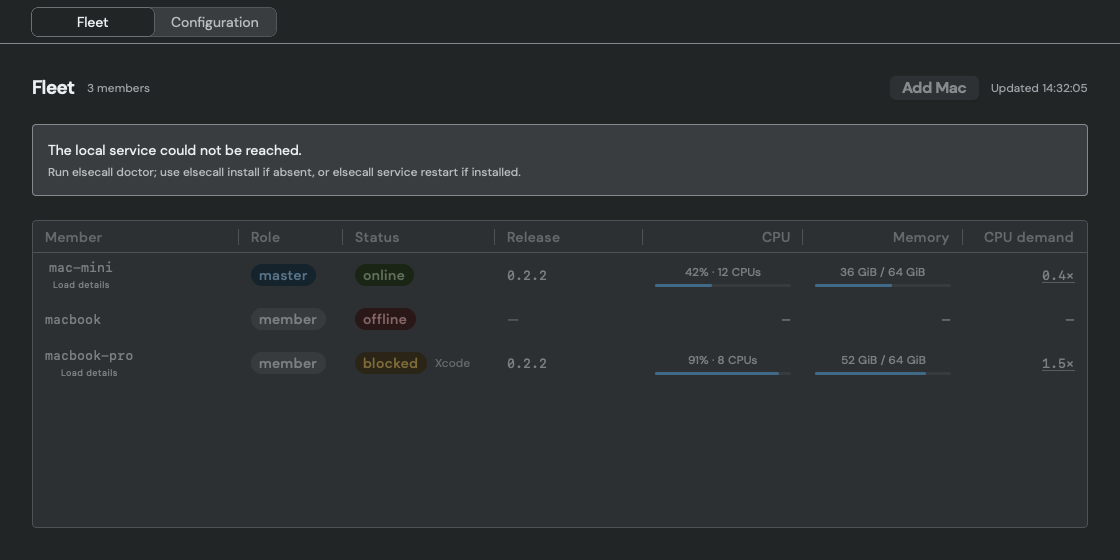 Fleet Configuration
Fleet 3 members Add Mac Updated 14:32:05
The local service could not be reached.
Run elsecall doctor; use elsecall install if absent, or elsecall service restart if installed.
Member Role Status Release CPU Memory CPU demand
mac-mini master online 0.2.2 42% · 12 CPUs 36 GiB / 64 GiB 0.4×
Load details
macbook member offline — — — —
macbook-pro member blocked Xcode 0.2.2 91% · 8 CPUs 52 GiB / 64 GiB 1.5×
Load details